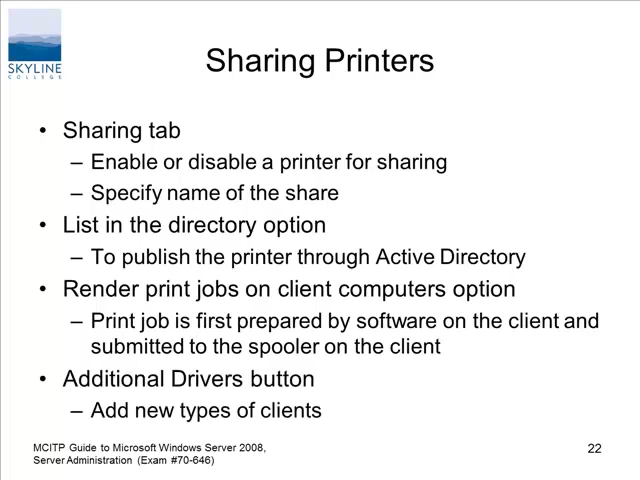 SKYLINE
COLLEGE
Sharing Printers
• Sharing tab
– Enable or disable a printer for sharing
– Specify name of the share
• List in the directory option
– To publish the printer through Active Directory
• Render print jobs on client computers option
– Print job is first prepared by software on the client and
submitted to the spooler on the client
• Additional Drivers button
– Add new types of clients
MCITP Guide to Microsoft Windows Server 2008,
Server Administration (Exam #70-646)
22